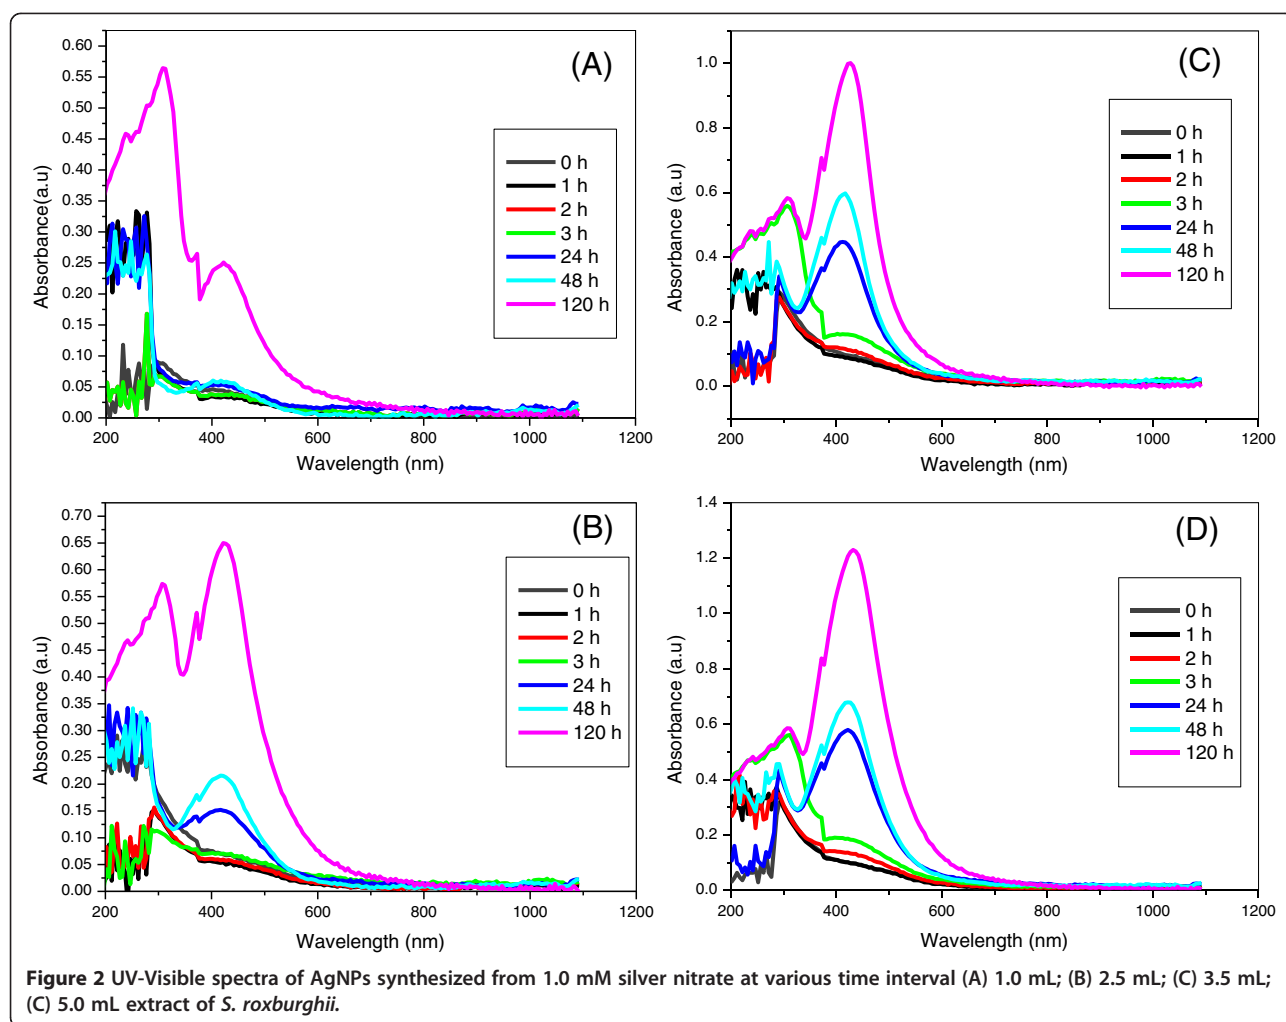 (A)
Absorbance(a.u)
0.60
0.55
0.50
0.45
0.40
0.35
0.30
0.25
0.20
0.15
0.10
0.05
0.00
200 400 600 800 1000 1200
Wavelength (nm)
0 h
1 h
2 h
3 h
24 h
48 h
120 h
(C)
Absorbance (a.u)
1.0
0.8
0.6
0.4
0.2
0.0
200 400 600 800 1000 1200
Wavelength (nm)
0 h
1 h
2 h
3 h
24 h
48 h
120 h
(B)
Absorbance (a.u)
0.70
0.65
0.60
0.55
0.50
0.45
0.40
0.35
0.30
0.25
0.20
0.15
0.10
0.05
0.00
200 400 600 800 1000 1200
Wavelength (nm)
0 h
1 h
2 h
3 h
24 h
48 h
120 h
(D)
Absorbance (a.u)
1.4
1.2
1.0
0.8
0.6
0.4
0.2
0.0
200 400 600 800 1000 1200
Wavelength (nm)
0 h
1 h
2 h
3 h
24 h
48 h
120 h
Figure 2 UV-Visible spectra of AgNPs synthesized from 1.0 mM silver nitrate at various time interval (A) 1.0 mL; (B) 2.5 mL; (C) 3.5 mL;
(C) 5.0 mL extract of S. roxburghii.